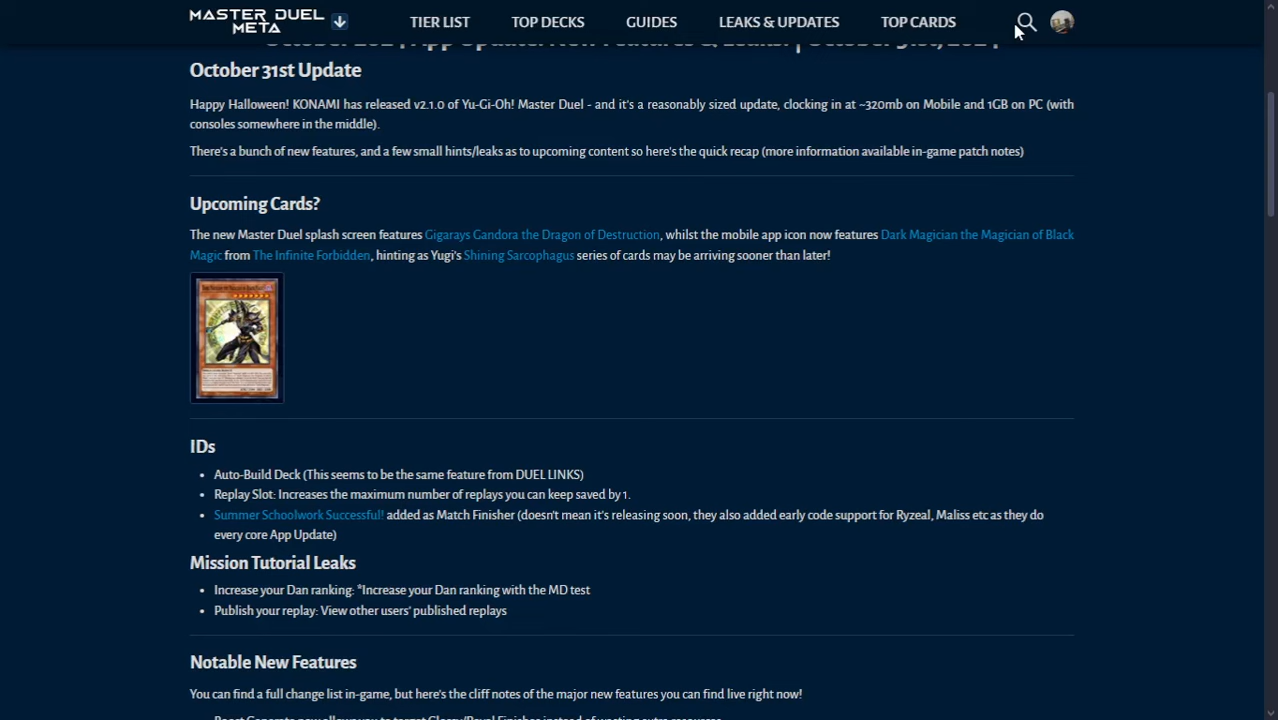 MASTER DUEL
META
TIER LIST
TOP DECKS
GUIDES
LEAKS & UPDATES
TOP CARDS
October 202 | App Update: New Features & Leaks! | October 31st, 202
October 31st Update
Happy Halloween! KONAMI has released v2.1.0 of Yu-Gi-Oh! Master Duel - and it's a reasonably sized update, clocking in at ~320mb on Mobile and 1GB on PC (with
consoles somewhere in the middle).
There's a bunch of new features, and a few small hints/leaks as to upcoming content so here's the quick recap (more information available in-game patch notes)
Upcoming Cards?
The new Master Duel splash screen features Gigarays Gandora the Dragon of Destruction, whilst the mobile app icon now features Dark Magician the Magician of Black
Magic from The Infinite Forbidden, hinting as Yugi's Shining Sarcophagus series of cards may be arriving sooner than later!
IDs
• Auto-Build Deck (This seems to be the same feature from DUEL LINKS)
• Replay Slot: Increases the maximum number of replays you can keep saved by 1.
• Summer Schoolwork Successful! added as Match Finisher (doesn't mean it's releasing soon, they also added early code support for Ryzeal, Maliss etc as they do
every core App Update)
Mission Tutorial Leaks
• Increase your Dan ranking: *Increase your Dan ranking with the MD test
• Publish your replay: View other users' published replays
Notable New Features
You can find a full change list in-game, but here's the cliff notes of the major new features you can find live right now!